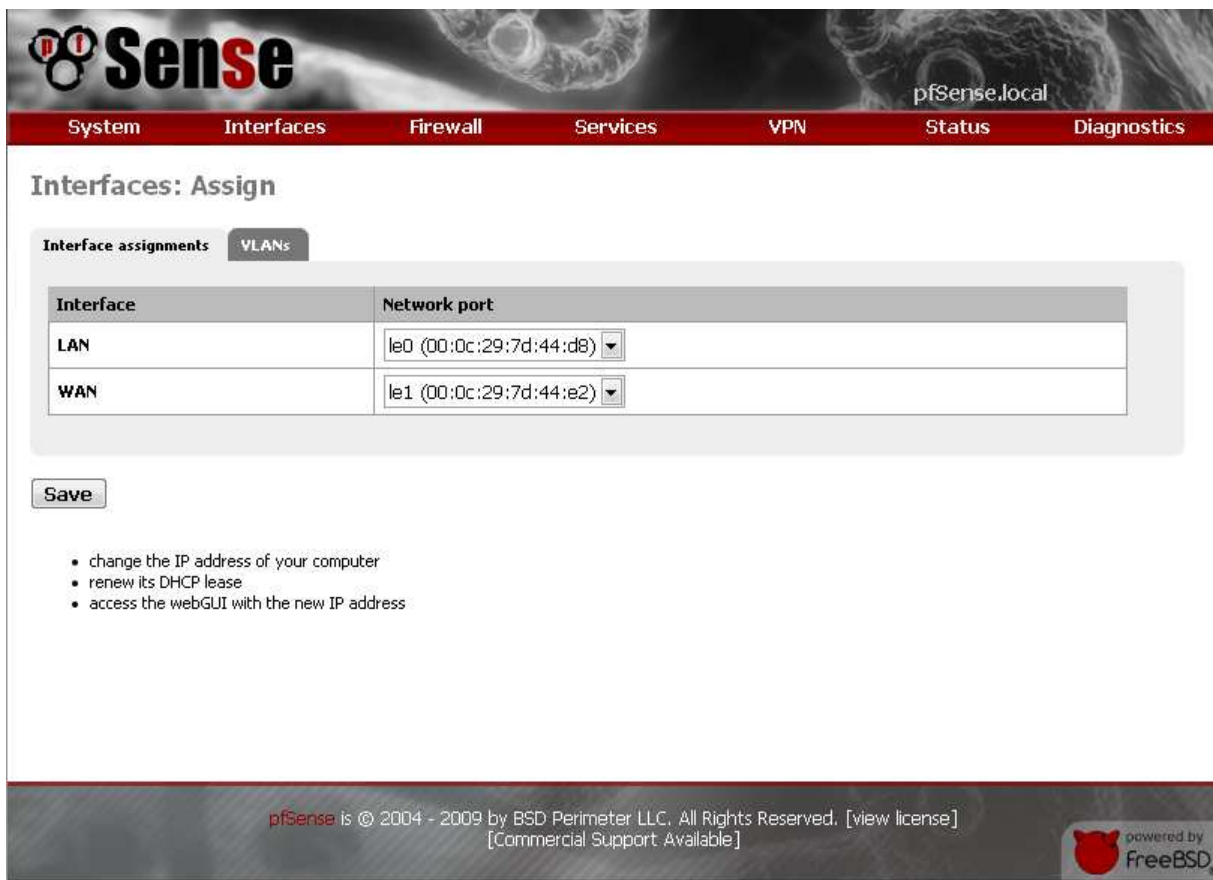 pf Sense
pfSense.local
System Interfaces Firewall Services VPN Status Diagnostics
Interfaces: Assign
Interface assignments VLANs
Interface Network port
LAN le0 (00:0c:29:7d:44:d8)
WAN le1 (00:0c:29:7d:44:e2)
Save
• change the IP address of your computer
• renew its DHCP lease
• access the webGUI with the new IP address
pfSense is © 2004 - 2009 by BSD Perimeter LLC. All Rights Reserved. [view license]
[Commercial Support Available]
powered by
FreeBSD